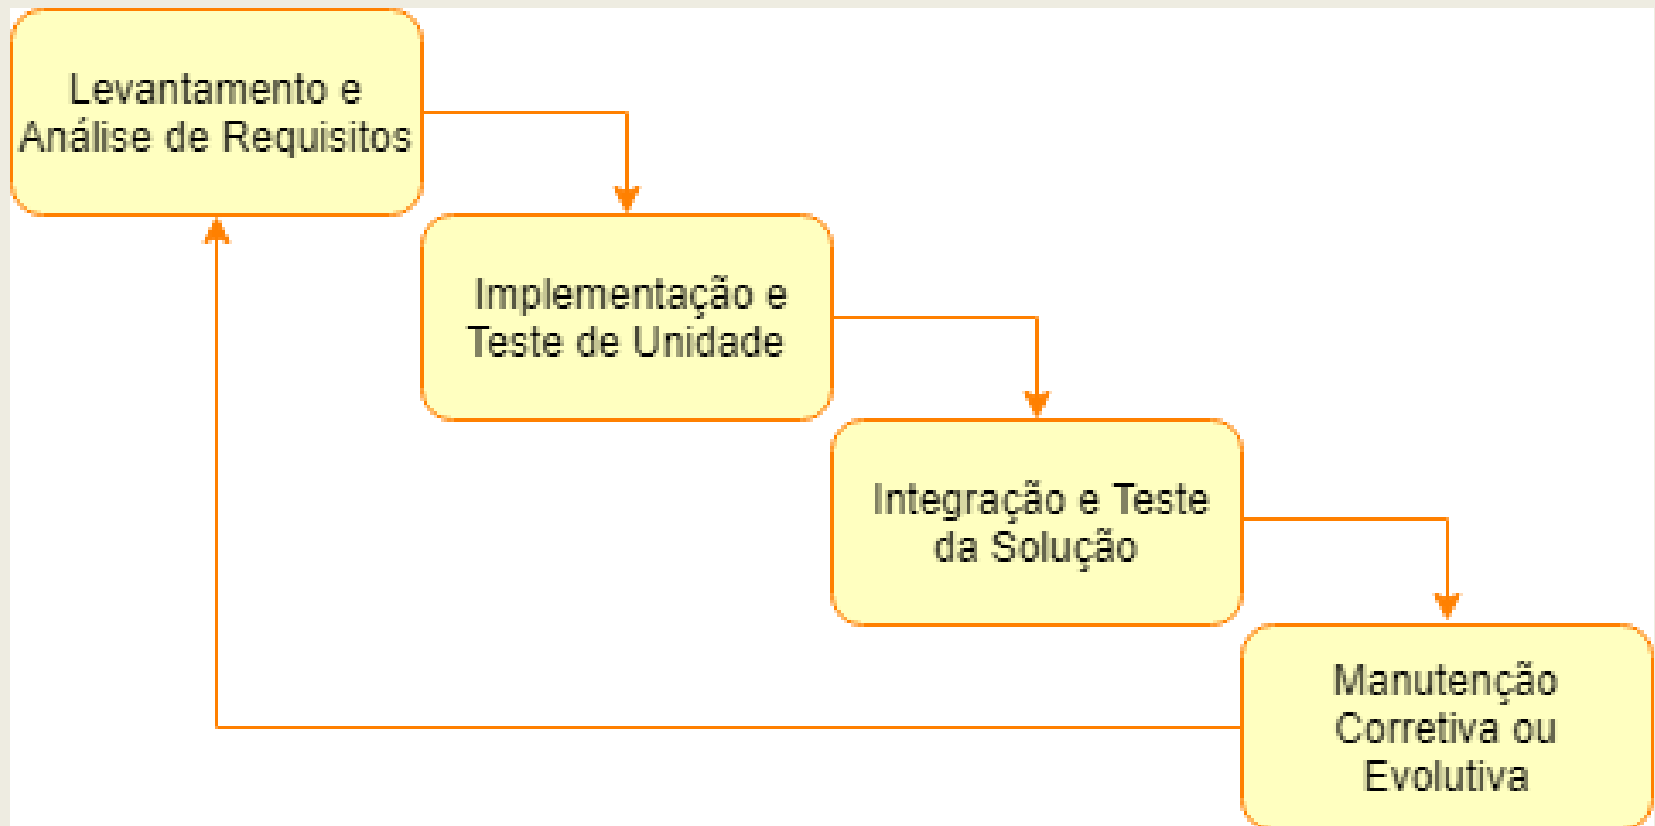 Levantamento e
Análise de Requisitos
Implementação e
Teste de Unidade
Integração e Teste
da Solução
Manutenção
Corretiva ou
Evolutiva